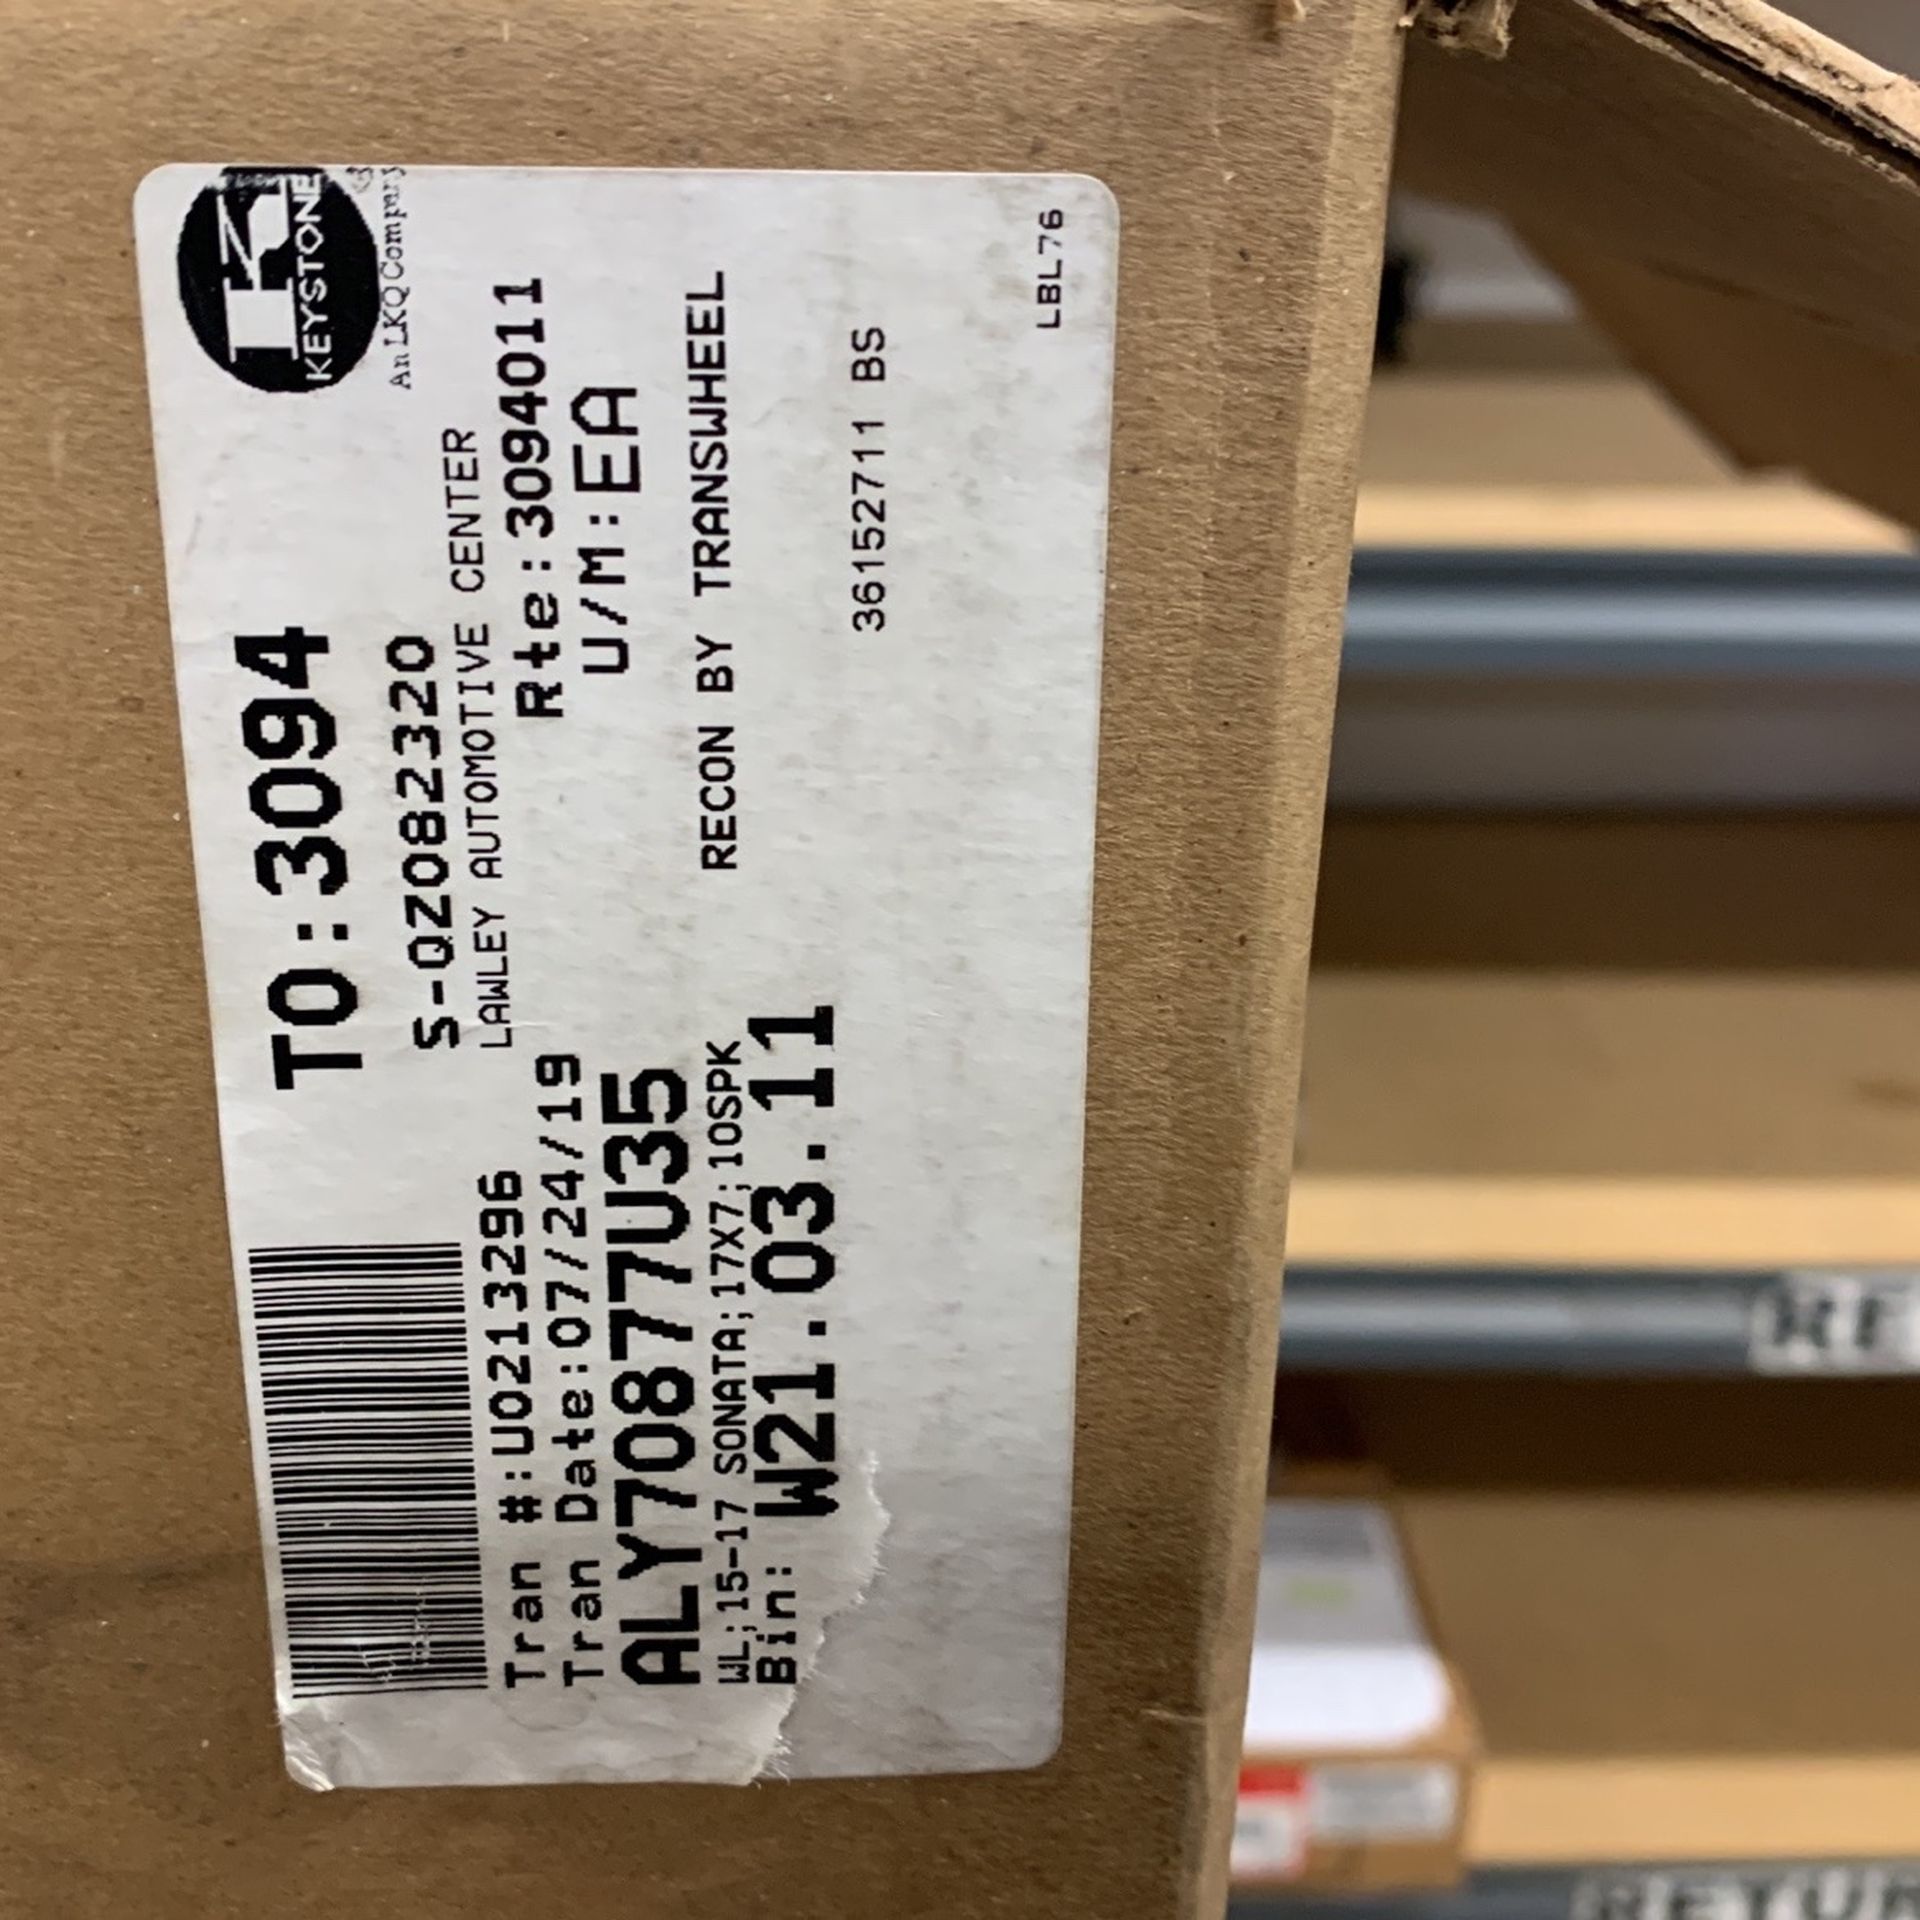 TO:3094
KEYSTONE
An LKQ Company
S-QZ082320
LAWLEY AUTOMOTIVE CENTER
Tran #:U0213296
Rte:3094011
Tran Date:07/24/19
U/M:EA
ALY70877U35
WL;15-17 SONATA;17X7;10SPK
RECON BY TRANSWHEEL
Bin: W21.03.11
36152711 BS
LBL76